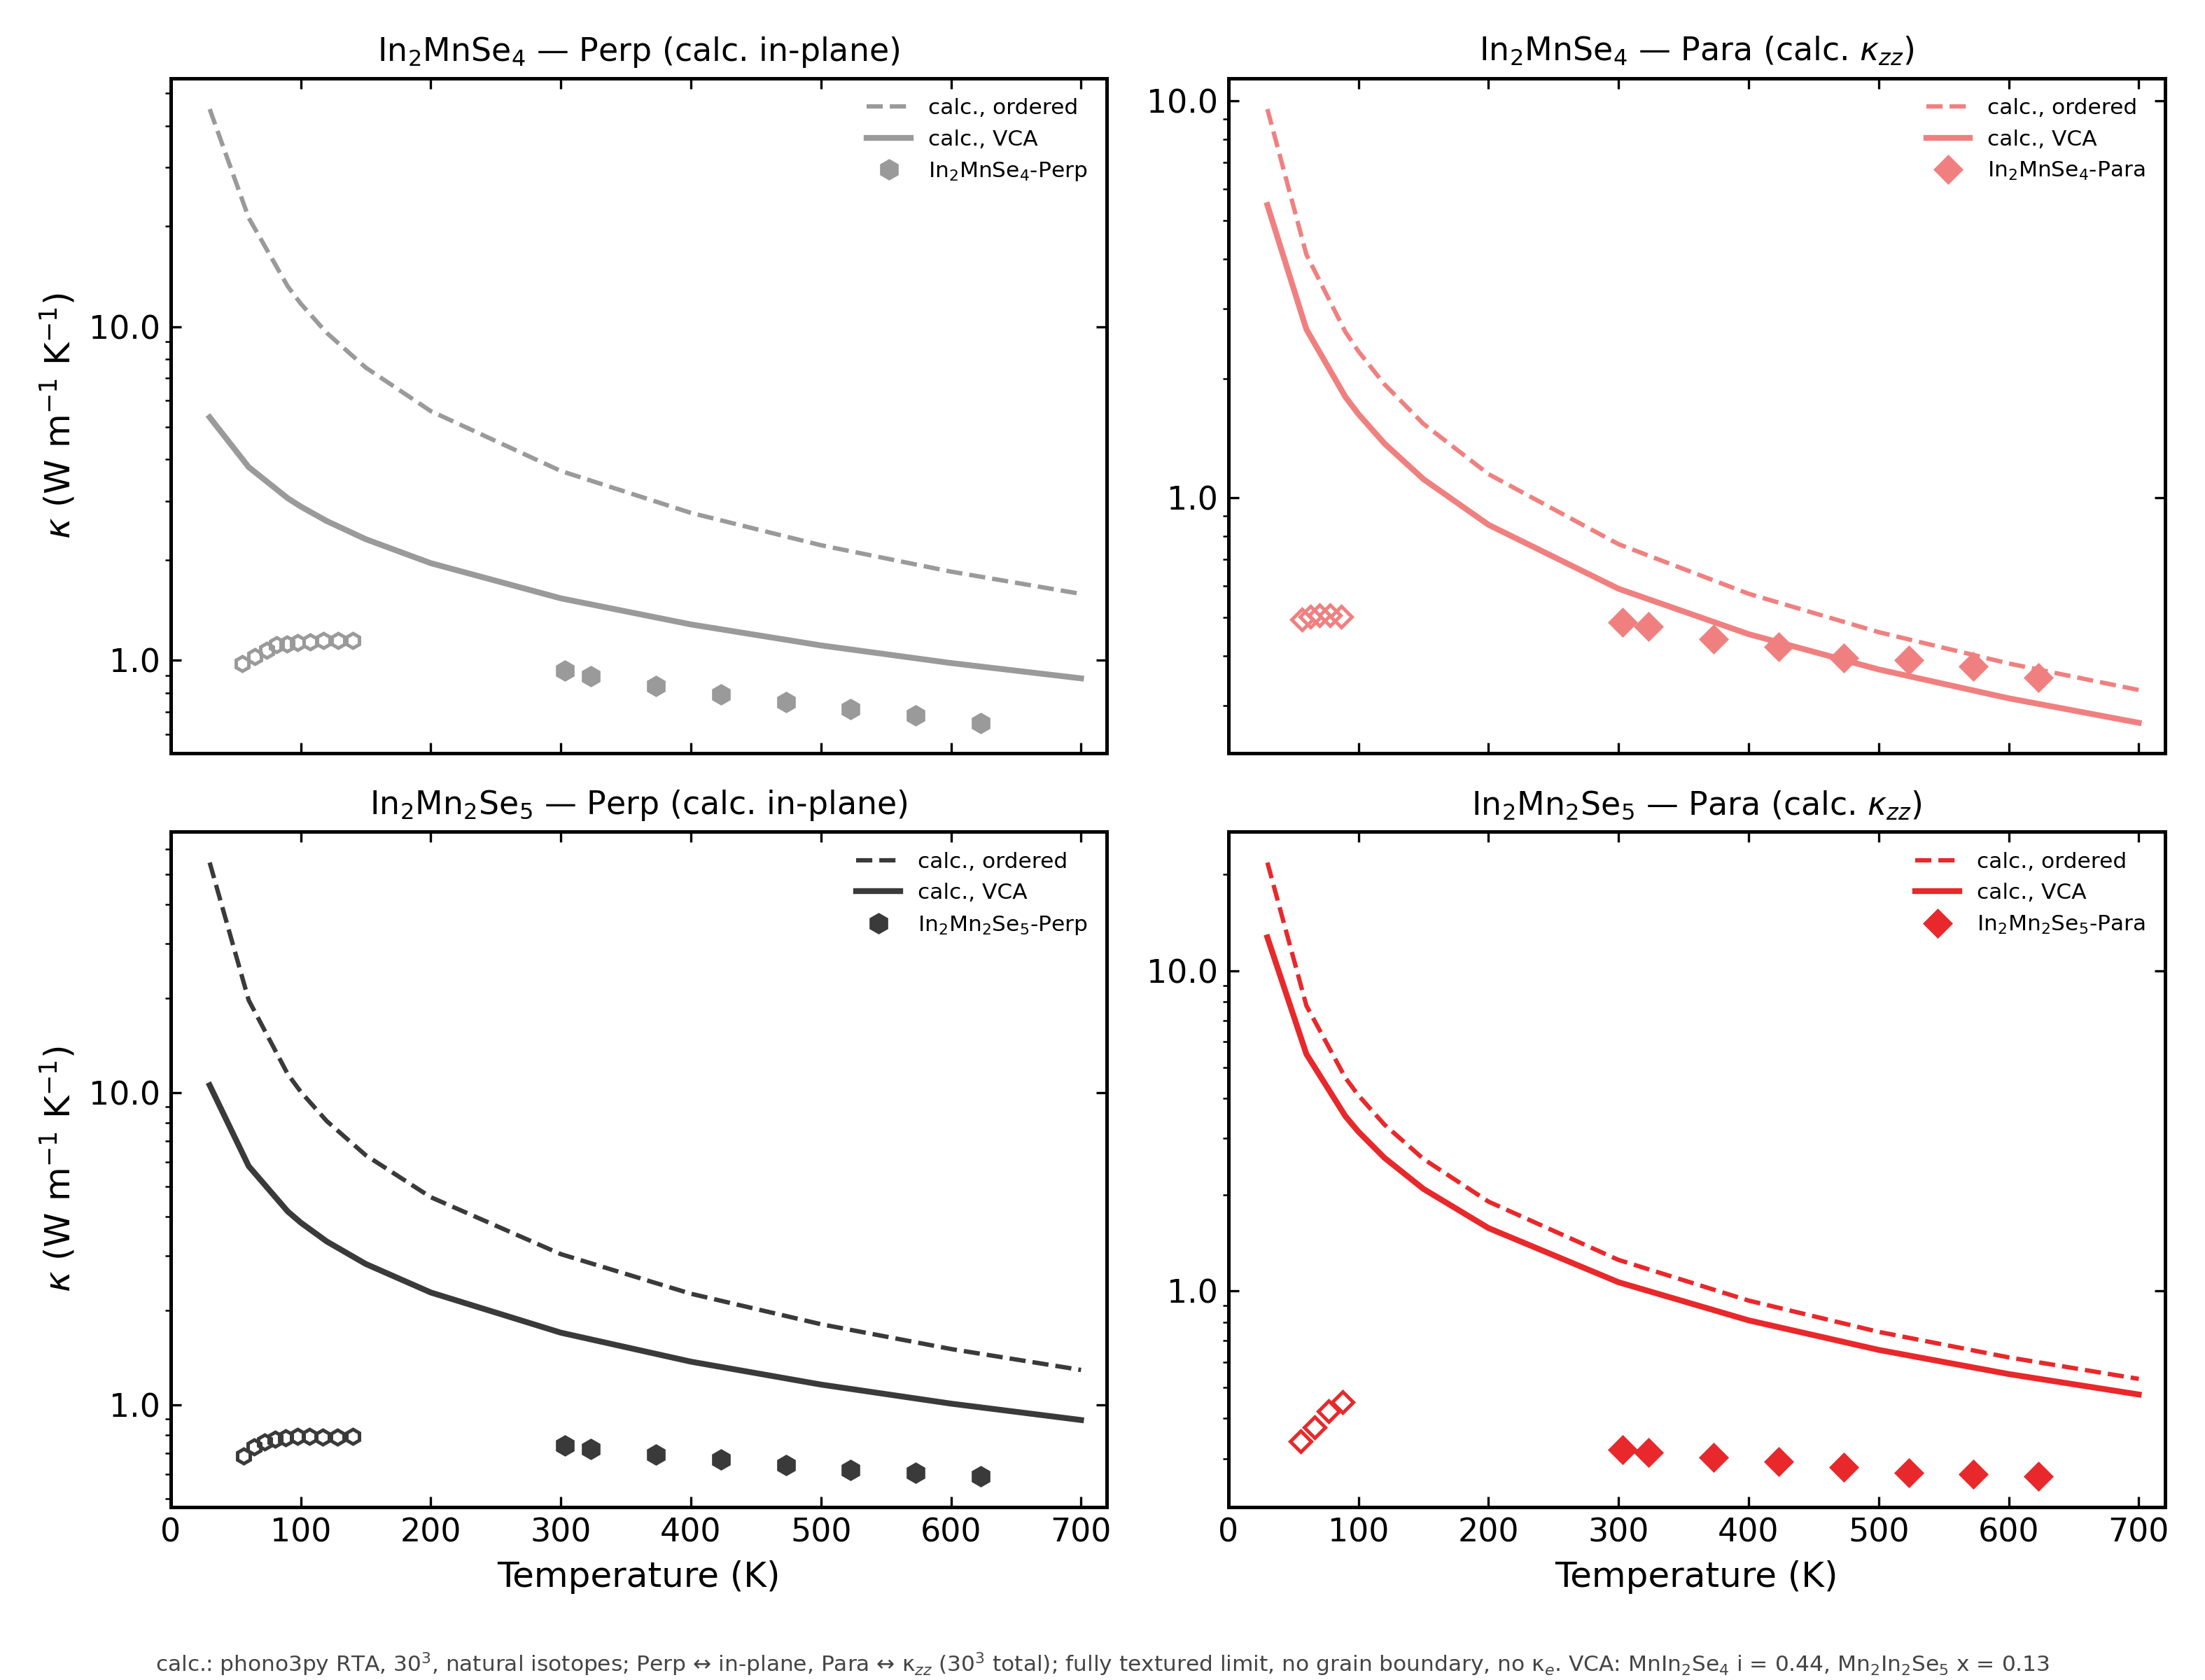 In₂MnSe₄ — Perp (calc. in-plane)
calc., ordered
calc., VCA
In₂MnSe₄-Perp
10.0
1.0
κ (W m⁻¹ K⁻¹)
In₂MnSe₄ — Para (calc. κzz)
calc., ordered
calc., VCA
In₂MnSe₄-Para
10.0
1.0
In₂Mn₂Se₅ — Perp (calc. in-plane)
calc., ordered
calc., VCA
In₂Mn₂Se₅-Perp
10.0
1.0
κ (W m⁻¹ K⁻¹)
0 100 200 300 400 500 600 700
Temperature (K)
In₂Mn₂Se₅ — Para (calc. κzz)
calc., ordered
calc., VCA
In₂Mn₂Se₅-Para
10.0
1.0
0 100 200 300 400 500 600 700
Temperature (K)
calc.: phono3py RTA, 30³, natural isotopes; Perp ↔ in-plane, Para ↔ κzz (30³ total); fully textured limit, no grain boundary, no κₑ. VCA: MnIn₂Se₄ i = 0.44, Mn₂In₂Se₅ x = 0.13